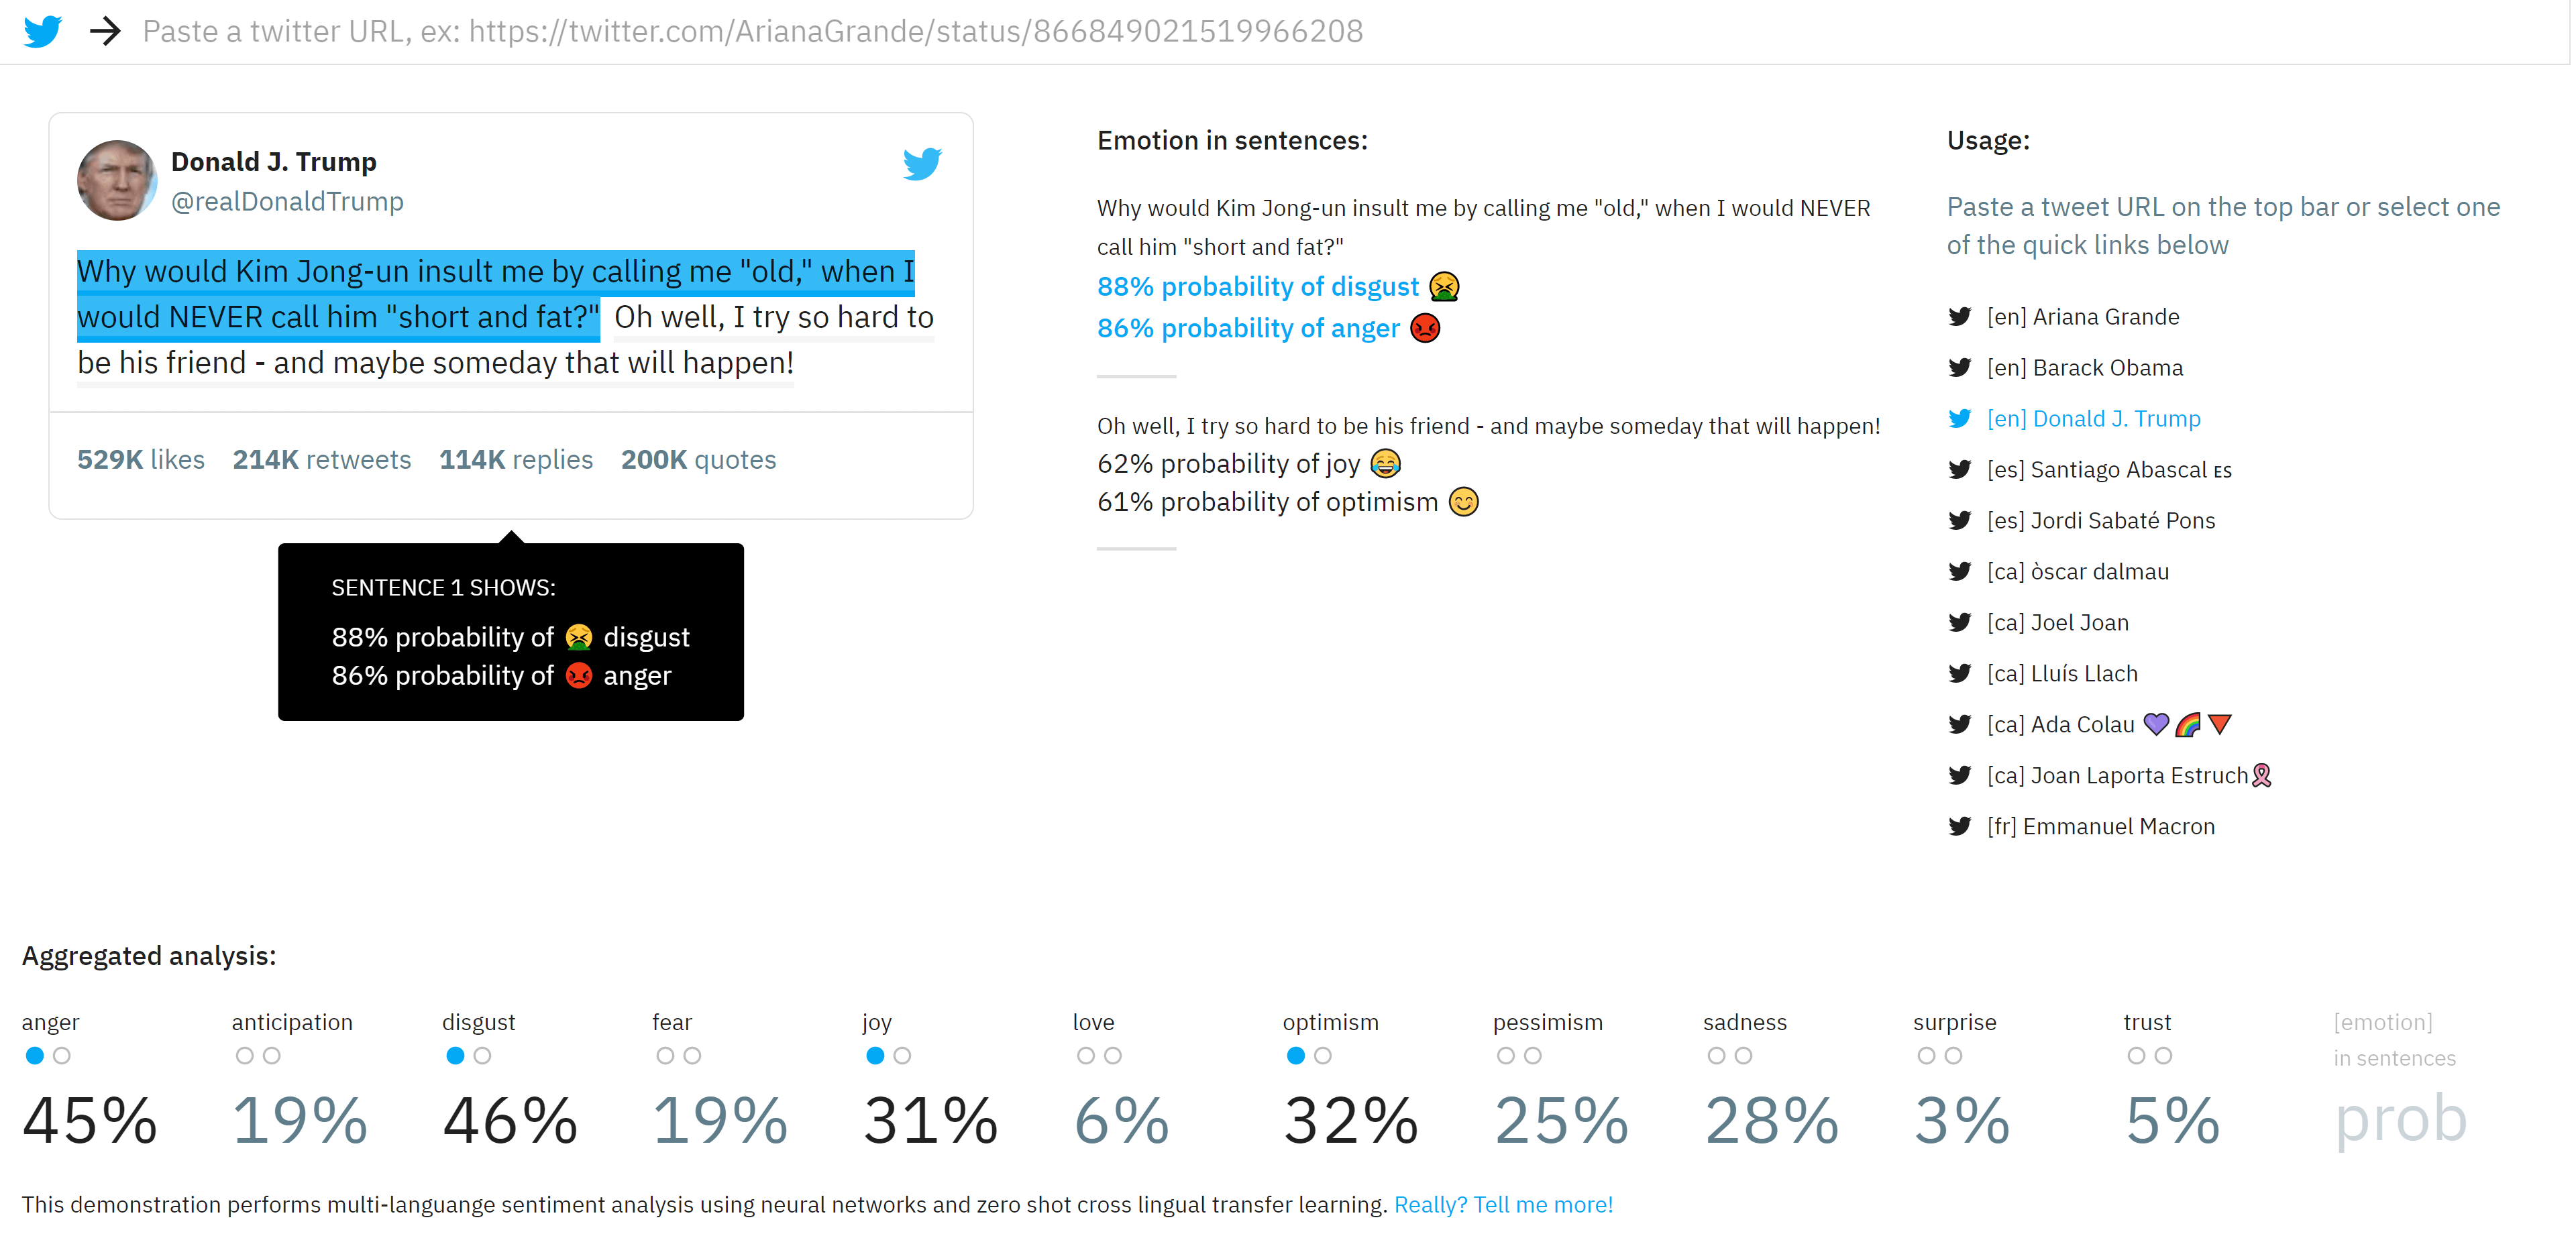 Paste a twitter URL, ex: https://twitter.com/ArianaGrande/status/866849021519966208
Donald J. Trump
@realDonaldTrump
Why would Kim Jong-un insult me by calling me "old," when I
would NEVER call him "short and fat?" Oh well, I try so hard to
be his friend - and maybe someday that will happen!
529K likes 214K retweets 114K replies 200K quotes
SENTENCE 1 SHOWS:
88% probability of 🤮 disgust
86% probability of 😡 anger
Emotion in sentences:
Why would Kim Jong-un insult me by calling me "old," when I would NEVER
call him "short and fat?"
88% probability of disgust 🤮
86% probability of anger 😡
Oh well, I try so hard to be his friend - and maybe someday that will happen!
62% probability of joy 😂
61% probability of optimism 😊
Usage:
Paste a tweet URL on the top bar or select one
of the quick links below
[en] Ariana Grande
[en] Barack Obama
[en] Donald J. Trump
[es] Santiago Abascal ᴇs
[es] Jordi Sabaté Pons
[ca] òscar dalmau
[ca] Joel Joan
[ca] Lluís Llach
[ca] Ada Colau 💜🌈🔻
[ca] Joan Laporta Estruch🎗
[fr] Emmanuel Macron
Aggregated analysis:
anger anticipation disgust fear joy love optimism pessimism sadness surprise trust [emotion]
in sentences
45% 19% 46% 19% 31% 6% 32% 25% 28% 3% 5% prob
This demonstration performs multi-languange sentiment analysis using neural networks and zero shot cross lingual transfer learning. Really? Tell me more!